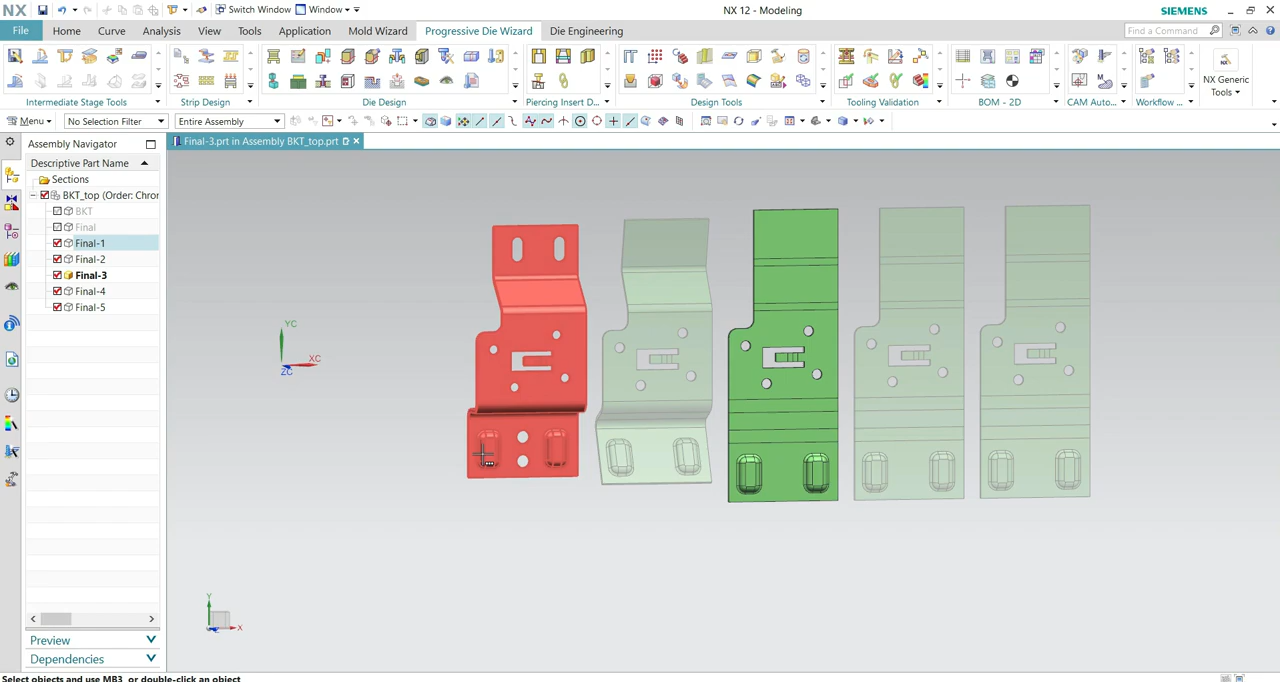 NX
Switch Window
Window
NX 12 - Modeling
SIEMENS
File
Home
Curve
Analysis
View
Tools
Application
Mold Wizard
Progressive Die Wizard
Die Engineering
Find a Command
Intermediate Stage Tools
Strip Design
Die Design
Piercing Insert D...
Design Tools
Tooling Validation
BOM - 2D
CAM Auto...
Workflow ...
NX Generic
Tools
Menu
No Selection Filter
Entire Assembly
Assembly Navigator
Final-3.prt in Assembly BKT_top.prt
Descriptive Part Name
Sections
BKT_top (Order: Chror
BKT
Final
Final-1
Final-2
Final-3
Final-4
Final-5
YC
XC
ZC
Y
X
Z
Preview
Dependencies
Select objects and use MB3, or double-click an object